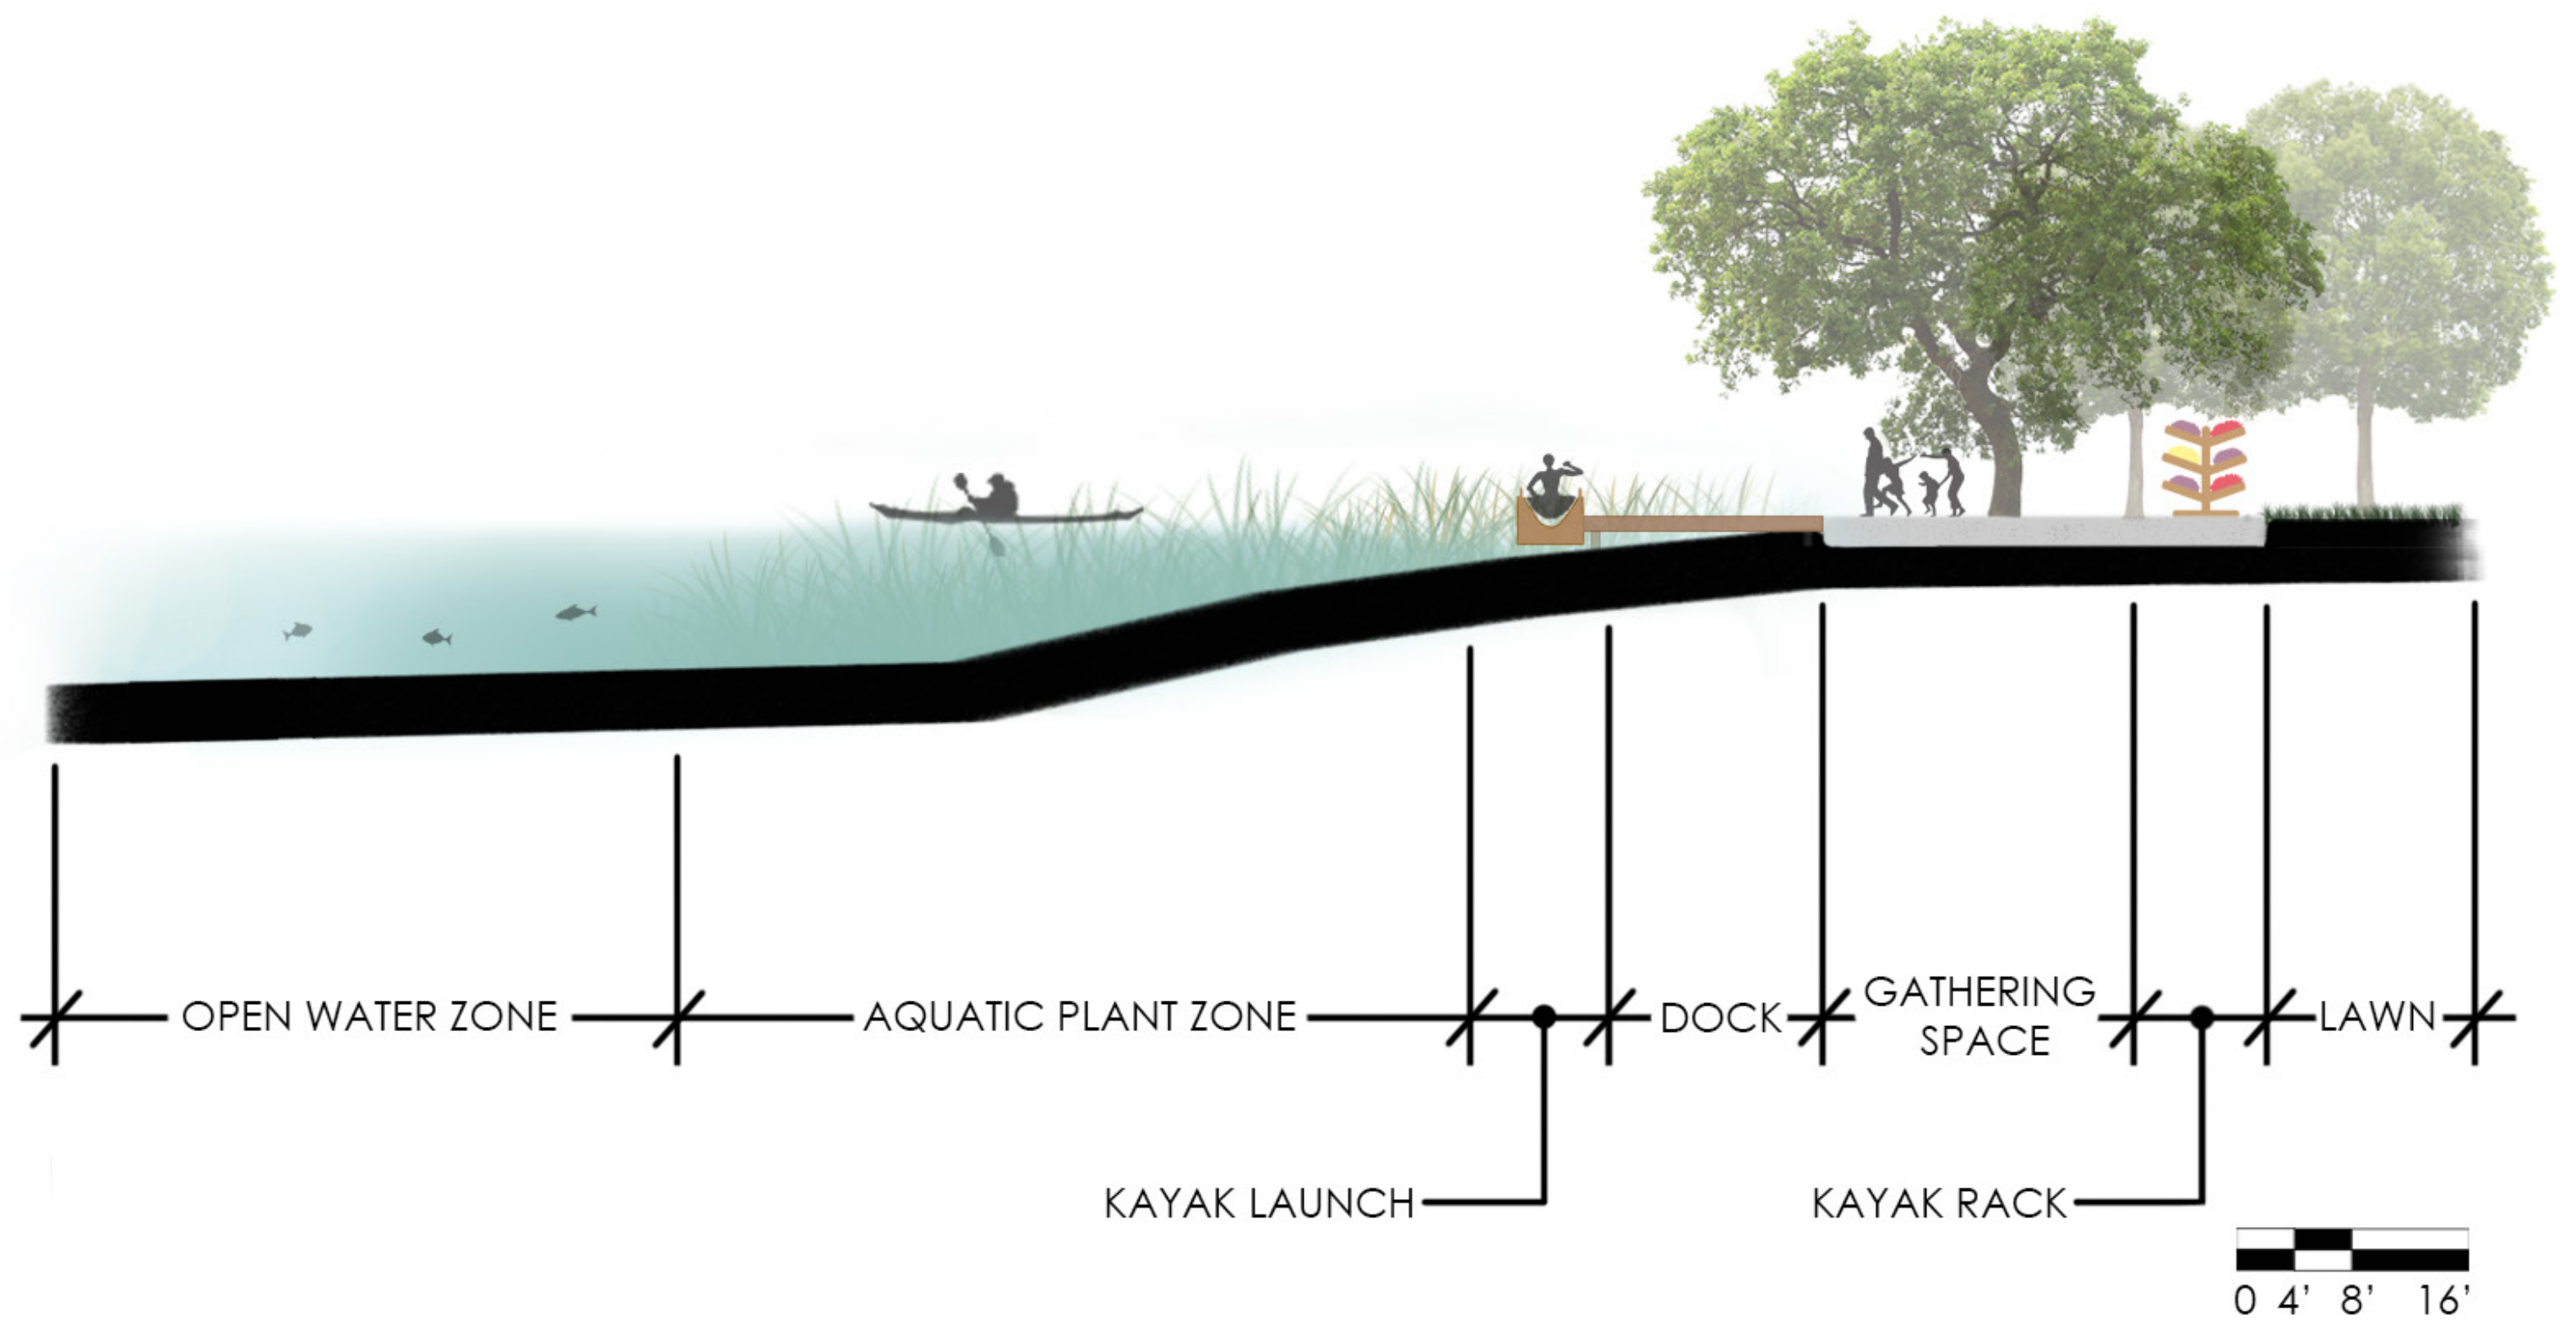 OPEN WATER ZONE
AQUATIC PLANT ZONE
DOCK
GATHERING
SPACE
LAWN
KAYAK LAUNCH
KAYAK RACK
0 4' 8' 16'